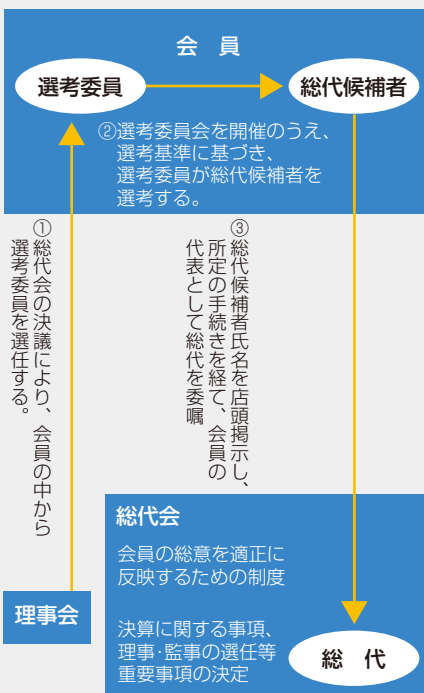 会　員
選考委員
総代候補者
②選考委員会を開催のうえ、
選考基準に基づき、
選考委員が総代候補者を
選考する。
①総代会の決議により、会員の中から
選考委員を選任する。
③総代候補者氏名を店頭掲示し、
所定の手続きを経て、会員の
代表として総代を委嘱
総代会
会員の総意を適正に
反映するための制度
理事会
決算に関する事項、
理事･監事の選任等
重要事項の決定
総　代